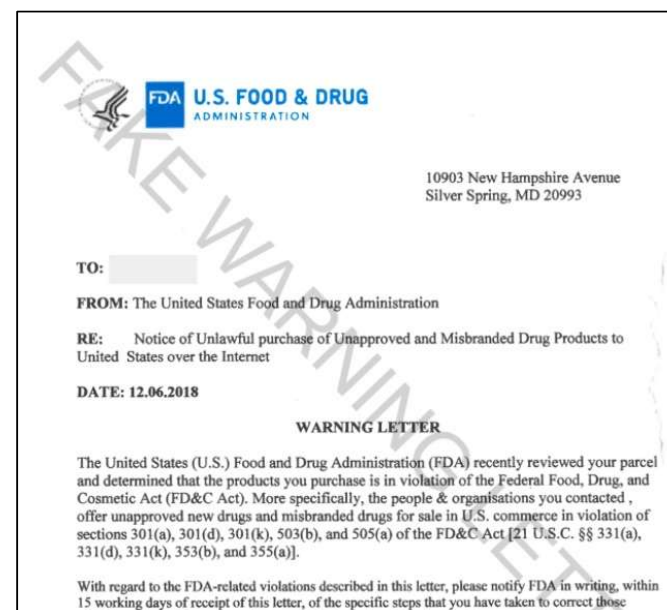 FDA U.S. FOOD & DRUG
ADMINISTRATION
10903 New Hampshire Avenue
Silver Spring, MD 20993
TO:
FROM: The United States Food and Drug Administration
RE: Notice of Unlawful purchase of Unapproved and Misbranded Drug Products to
United States over the Internet
DATE: 12.06.2018
WARNING LETTER
The United States (U.S.) Food and Drug Administration (FDA) recently reviewed your parcel
and determined that the products you purchase is in violation of the Federal Food, Drug, and
Cosmetic Act (FD&C Act). More specifically, the people & organisations you contacted ,
offer unapproved new drugs and misbranded drugs for sale in U.S. commerce in violation of
sections 301(a), 301(d), 301(k), 503(b), and 505(a) of the FD&C Act [21 U.S.C. §§ 331(a),
331(d), 331(k), 353(b), and 355(a)].
With regard to the FDA-related violations described in this letter, please notify FDA in writing, within
15 working days of receipt of this letter, of the specific steps that you have taken to correct those
FAKE WARNING LET